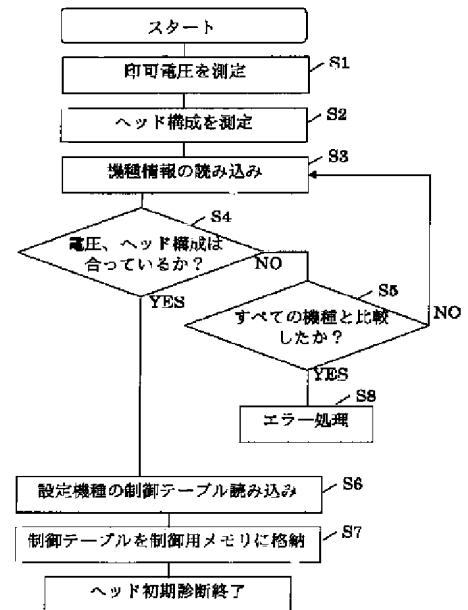 スタート
印可電圧を測定
S1
ヘッド構成を測定
S2
機種情報の読み込み
S3
電圧、ヘッド構成は
合っているか？
S4
NO
YES
すべての機種と比較
したか？
S5
NO
YES
エラー処理
S8
設定機種の制御テーブル読み込み
S6
制御テーブルを制御用メモリに格納
S7
ヘッド初期診断終了